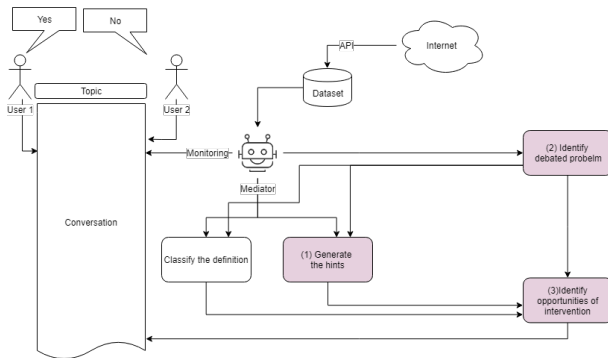 Yes
No
API
Internet
User 1
User 2
Topic
Dataset
Monitoring
Mediator
(2) Identify
debated probelm
Conversation
Classify the definition
(1) Generate
the hints
(3)Identify
opportunities of
intervention